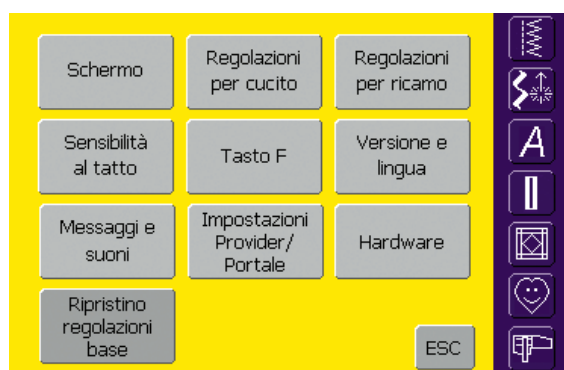 Schermo
Regolazioni
per cucito
Regolazioni
per ricamo
Sensibilità
al tatto
Tasto F
Versione e
lingua
Messaggi e
suoni
Impostazioni
Provider/
Portale
Hardware
Ripristino
regolazioni
base
ESC
A